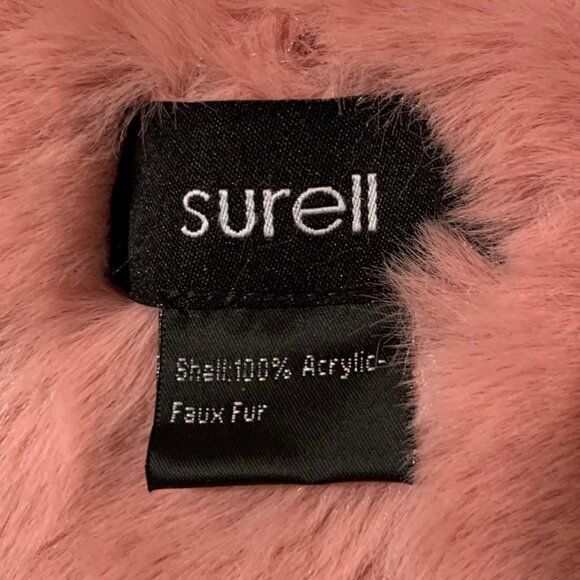 surell
Shell:100% Acrylic-
Faux Fur